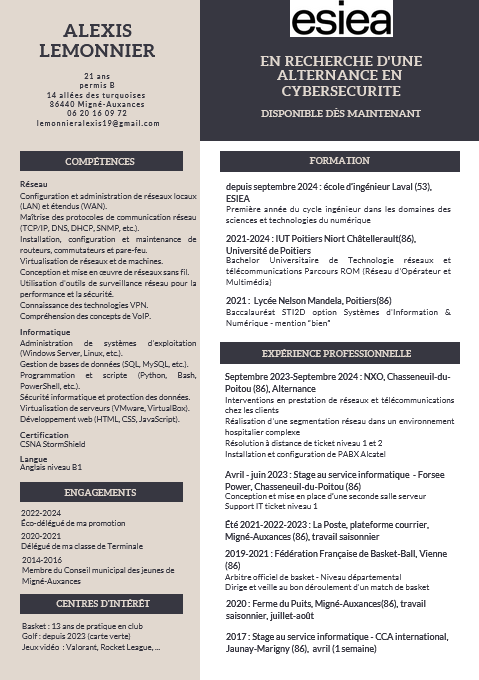 ALEXIS
LEMONNIER
21 ans
permis B
14 allées des turquoises
86440 Migné-Auxances
06 20 16 09 72
lemonnieralexis19@gmail.com
COMPÉTENCES
Réseau
Configuration et administration de réseaux locaux
(LAN) et étendus (WAN).
Maîtrise des protocoles de communication réseau
(TCP/IP, DNS, DHCP, SNMP, etc.).
Installation, configuration et maintenance de
routeurs, commutateurs et pare-feu.
Virtualisation de réseaux et de machines.
Conception et mise en œuvre de réseaux sans fil.
Utilisation d'outils de surveillance réseau pour la
performance et la sécurité.
Connaissance des technologies VPN.
Compréhension des concepts de VoIP.
Informatique
Administration de systèmes d'exploitation
(Windows Server, Linux, etc.).
Gestion de bases de données (SQL, MySQL, etc.).
Programmation et scripte (Python, Bash,
PowerShell, etc.).
Sécurité informatique et protection des données.
Virtualisation de serveurs (VMware, VirtualBox).
Développement web (HTML, CSS, JavaScript).
Certification
CSNA StormShield
Langue
Anglais niveau B1
ENGAGEMENTS
2022-2024
Éco-délégué de ma promotion
2020-2021
Délégué de ma classe de Terminale
2014-2016
Membre du Conseil municipal des jeunes de
Migné-Auxances
CENTRES D'INTÉRÊT
Basket : 13 ans de pratique en club
Golf : depuis 2023 (carte verte)
Jeux vidéo : Valorant, Rocket League, ...
esiea
EN RECHERCHE D'UNE
ALTERNANCE EN
CYBERSECURITE
DISPONIBLE DÈS MAINTENANT
FORMATION
depuis septembre 2024 : école d'ingénieur Laval (53),
ESIEA
Première année du cycle ingénieur dans les domaines des
sciences et technologies du numérique
2021-2024 : IUT Poitiers Niort Châtellerault(86),
Université de Poitiers
Bachelor Universitaire de Technologie réseaux et
télécommunications Parcours ROM (Réseau d'Opérateur et
Multimédia)
2021 : Lycée Nelson Mandela, Poitiers(86)
Baccalauréat STI2D option Systèmes d'Information &
Numérique - mention "bien"
EXPÉRIENCE PROFESSIONNELLE
Septembre 2023-Septembre 2024 : NXO, Chasseneuil-du-
Poitou (86), Alternance
Interventions en prestation de réseaux et télécommunications
chez les clients
Réalisation d'une segmentation réseau dans un environnement
hospitalier complexe
Résolution à distance de ticket niveau 1 et 2
Installation et configuration de PABX Alcatel
Avril - juin 2023 : Stage au service informatique - Forsee
Power, Chasseneuil-du-Poitou (86)
Conception et mise en place d'une seconde salle serveur
Support IT ticket niveau 1
Été 2021-2022-2023 : La Poste, plateforme courrier,
Migné-Auxances (86), travail saisonnier
2019-2021 : Fédération Française de Basket-Ball, Vienne
(86)
Arbitre officiel de basket - Niveau départemental
Dirige et veille au bon déroulement d'un match de basket
2020 : Ferme du Puits, Migné-Auxances(86), travail
saisonnier, juillet-août
2017 : Stage au service informatique - CCA international,
Jaunay-Marigny (86), avril (1 semaine)